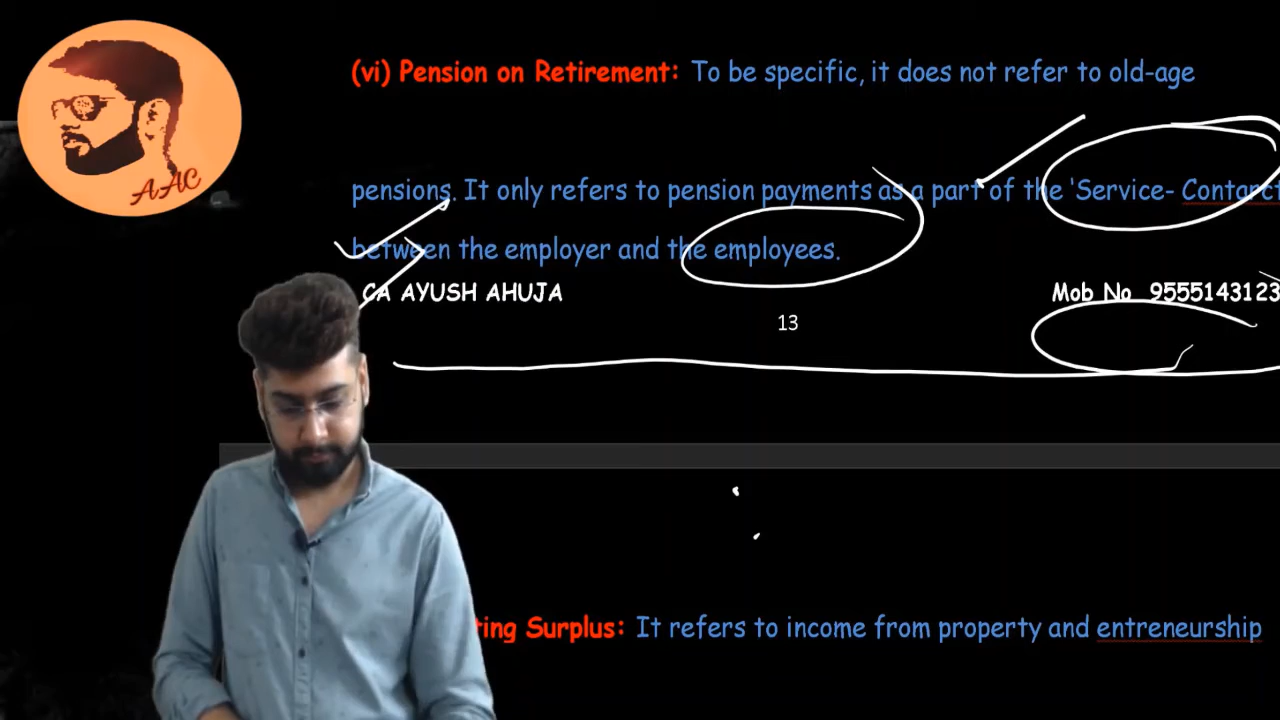 AAC
(vi) Pension on Retirement: To be specific, it does not refer to old-age
pensions. It only refers to pension payments as a part of the 'Service- Contarct
between the employer and the employees.
CA AYUSH AHUJA Mob No 9555143123
13
ting Surplus: It refers to income from property and entreneurship